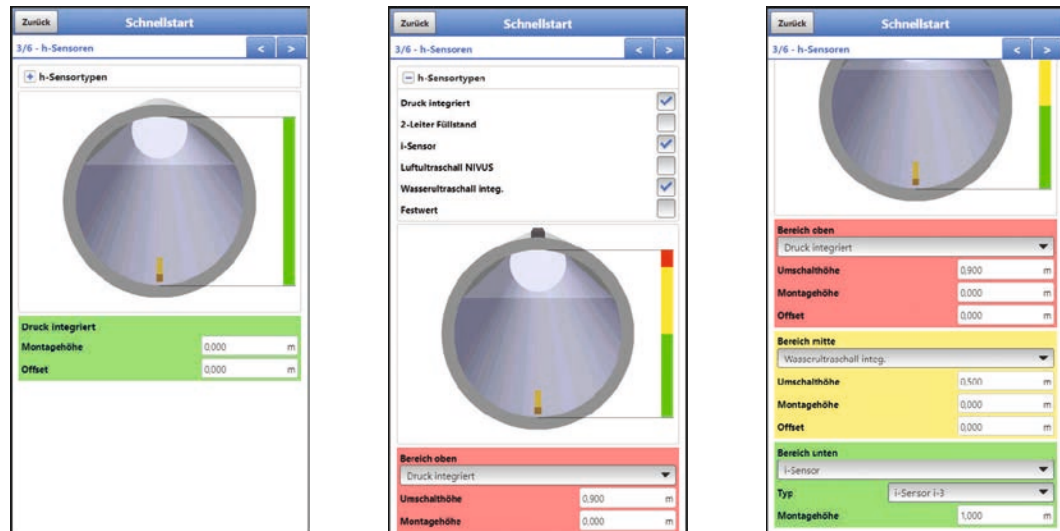 Zurück Schnellstart
3/6 - h-Sensoren < >
+ h-Sensortypen
Druck integriert
Montagehöhe 0,000 m
Offset 0,000 m
Zurück Schnellstart
3/6 - h-Sensoren < >
− h-Sensortypen
Druck integriert
2-Leiter Füllstand
i-Sensor
Luftultraschall NIVUS
Wasserultraschall integ.
Festwert
Bereich oben
Druck integriert
Umschalthöhe 0,900 m
Montagehöhe 0,000 m
Zurück Schnellstart
3/6 - h-Sensoren < >
Bereich oben
Druck integriert
Umschalthöhe 0,900 m
Montagehöhe 0,000 m
Offset 0,000 m
Bereich mitte
Wasserultraschall integ.
Umschalthöhe 0,500 m
Montagehöhe 0,000 m
Offset 0,000 m
Bereich unten
i-Sensor
Typ i-Sensor i-3
Montagehöhe 1,000 m